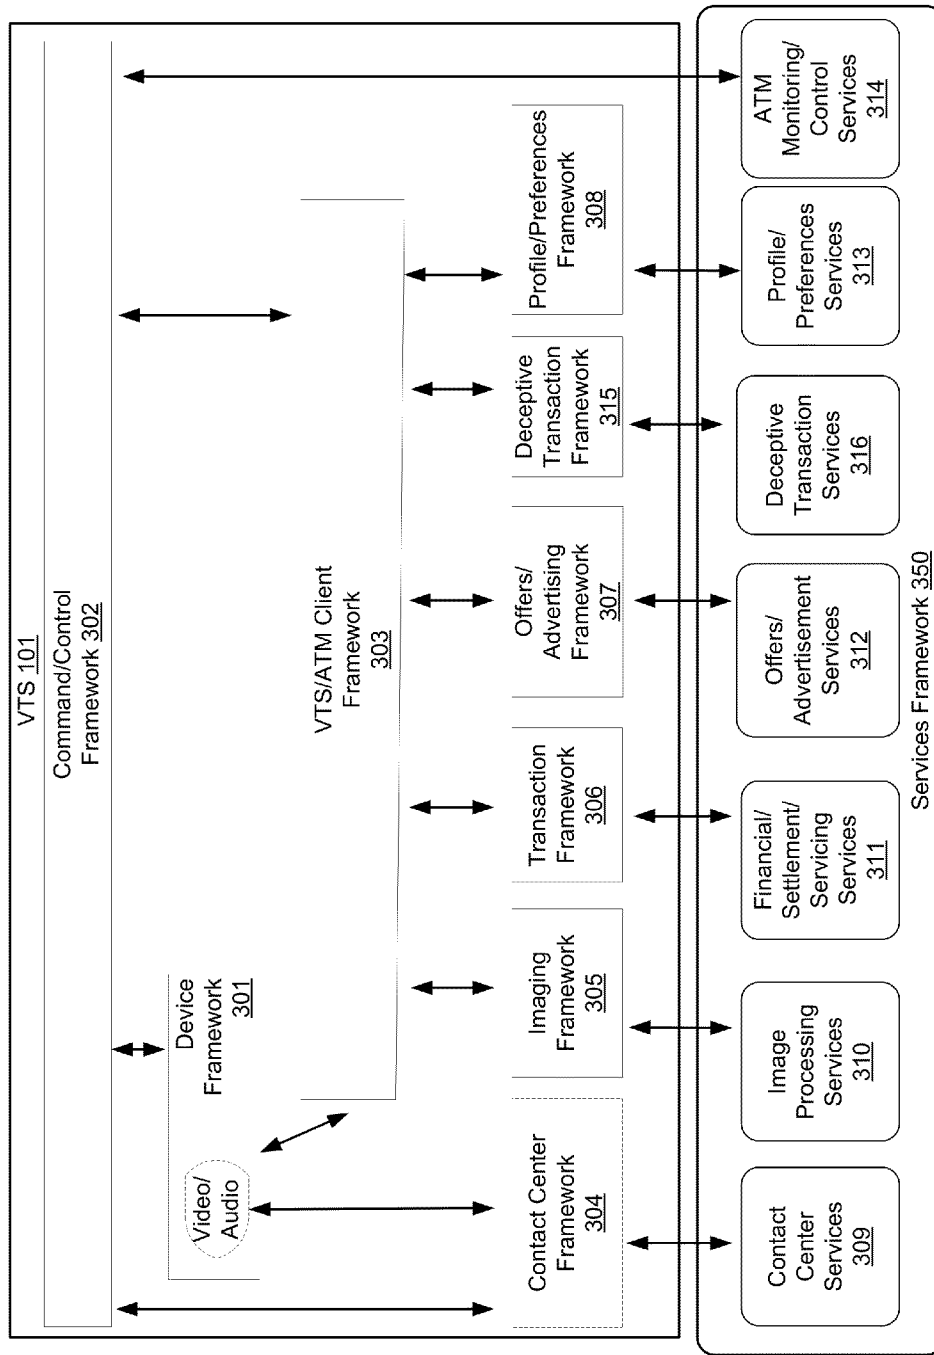 VTS 101
Command/Control
Framework 302
Device
Framework 301
Video/
Audio
VTS/ATM Client
Framework
303
Contact Center
Framework
304
Imaging
Framework
305
Transaction
Framework
306
Offers/
Advertising
Framework
307
Deceptive
Transaction
Framework
315
Profile/Preferences
Framework
308
Contact
Center
Services
309
Image
Processing
Services
310
Financial/
Settlement/
Servicing
Services
311
Offers/
Advertisement
Services
312
Deceptive
Transaction
Services
316
Profile/
Preferences
Services
313
ATM
Monitoring/
Control
Services
314
Services Framework 350